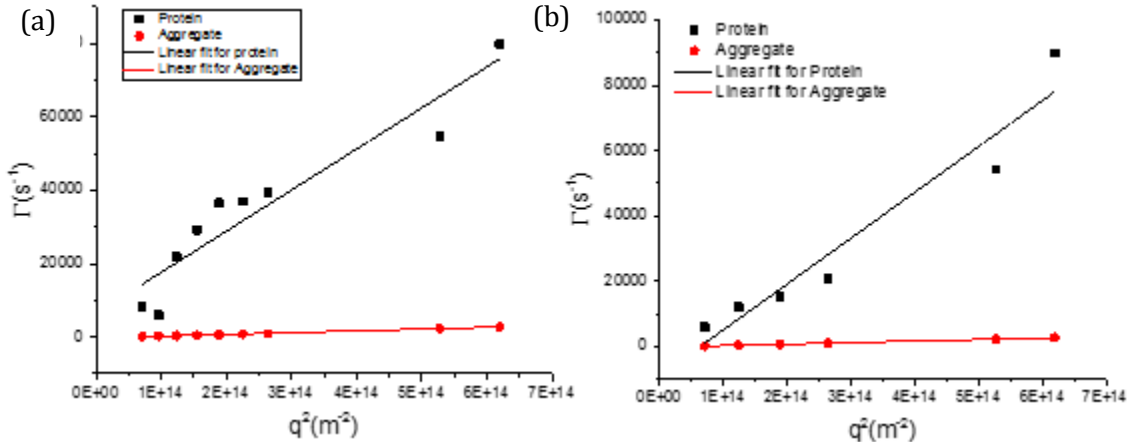 (a)
Protein
Aggregate
Linear fit for protein
Linear fit for Aggregate
60000
40000
20000
0
Γ(s⁻¹)
0E+00 1E+14 2E+14 3E+14 4E+14 5E+14 6E+14 7E+14
q²(m⁻²)
(b)
Protein
Aggregate
Linear fit for Protein
Linear fit for Aggregate
100000
80000
60000
40000
20000
0
Γ(s⁻¹)
0E+00 1E+14 2E+14 3E+14 4E+14 5E+14 6E+14 7E+14
q²(m⁻²)